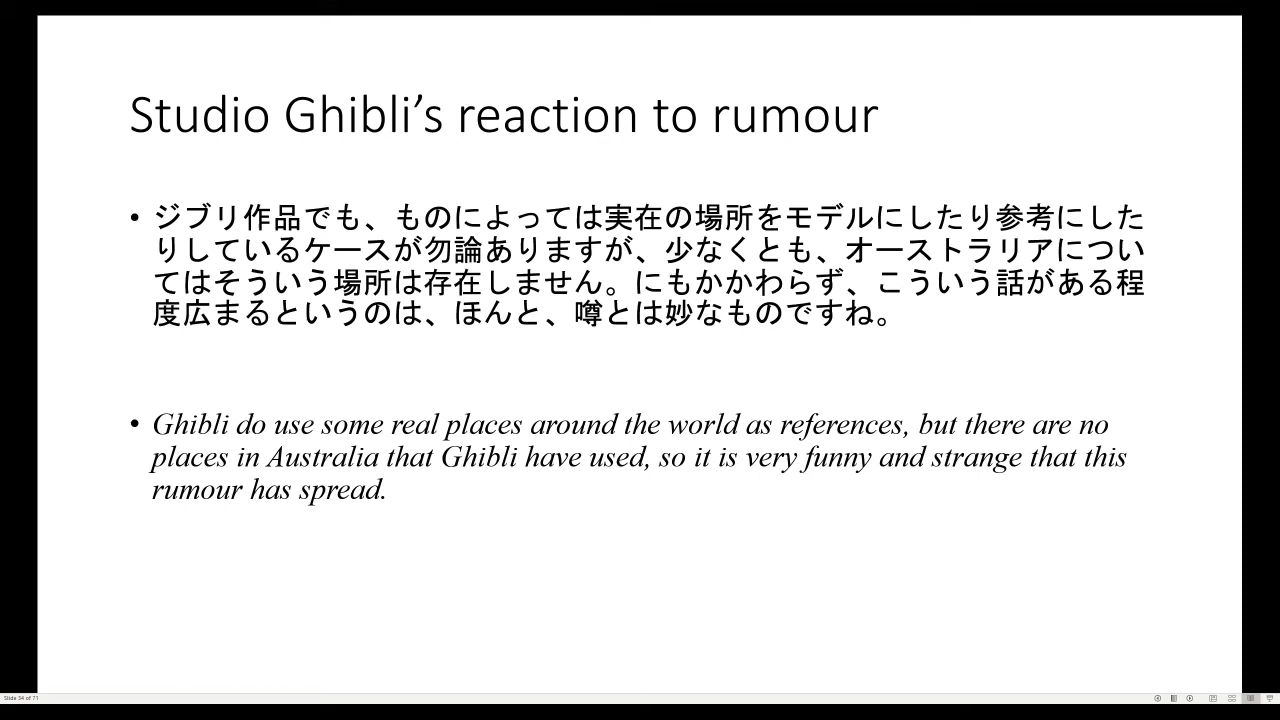 Studio Ghibli’s reaction to rumour
• ジブリ作品でも、ものによっては実在の場所をモデルにしたり参考にした
りしているケースが勿論ありますが、少なくとも、オーストラリアについ
てはそういう場所は存在しません。にもかかわらず、こういう話がある程
度広まるというのは、ほんと、噂とは妙なものですね。
• Ghibli do use some real places around the world as references, but there are no
places in Australia that Ghibli have used, so it is very funny and strange that this
rumour has spread.
Slide 34 of 71